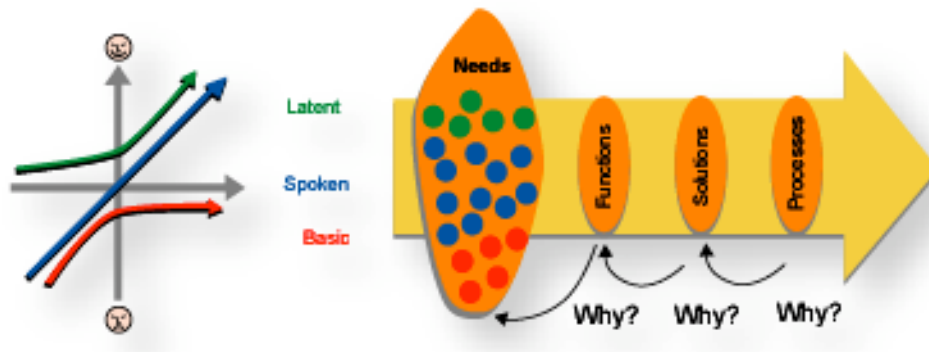 Latent
Spoken
Basic
Needs
Functions
Solutions
Processes
Why?
Why?
Why?